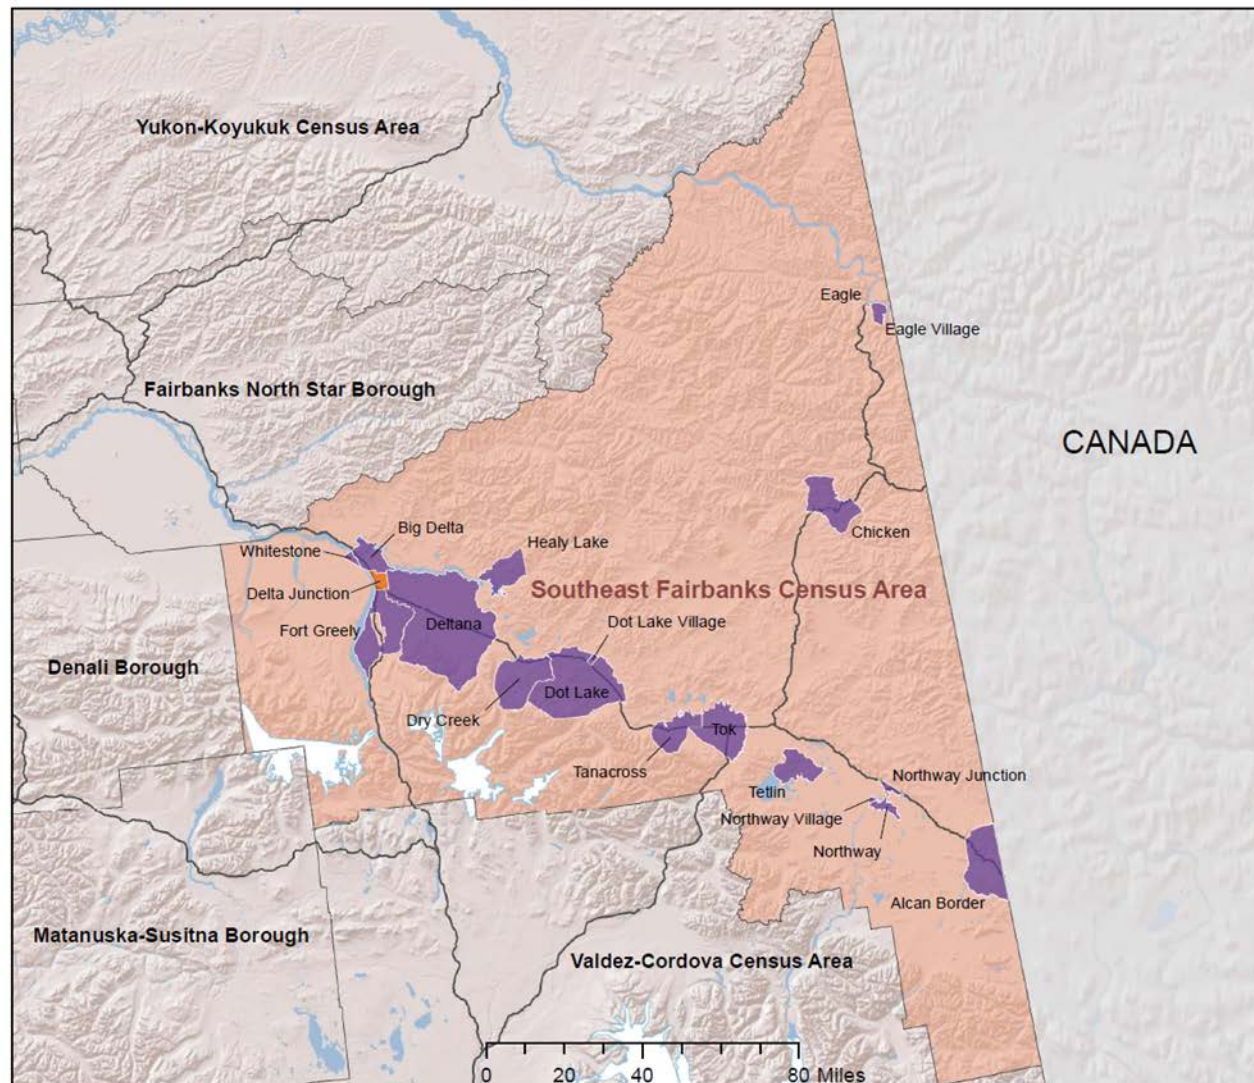 Yukon-Koyukuk Census Area
Eagle
Eagle Village
Fairbanks North Star Borough
CANADA
Big Delta
Chicken
Whitestone
Healy Lake
Delta Junction
Southeast Fairbanks Census Area
Fort Greely
Deltana
Dot Lake Village
Denali Borough
Dot Lake
Dry Creek
Tok
Tanacross
Northway Junction
Tetlin
Northway Village
Northway
Alcan Border
Matanuska-Susitna Borough
Valdez-Cordova Census Area
0 20 40 80 Miles